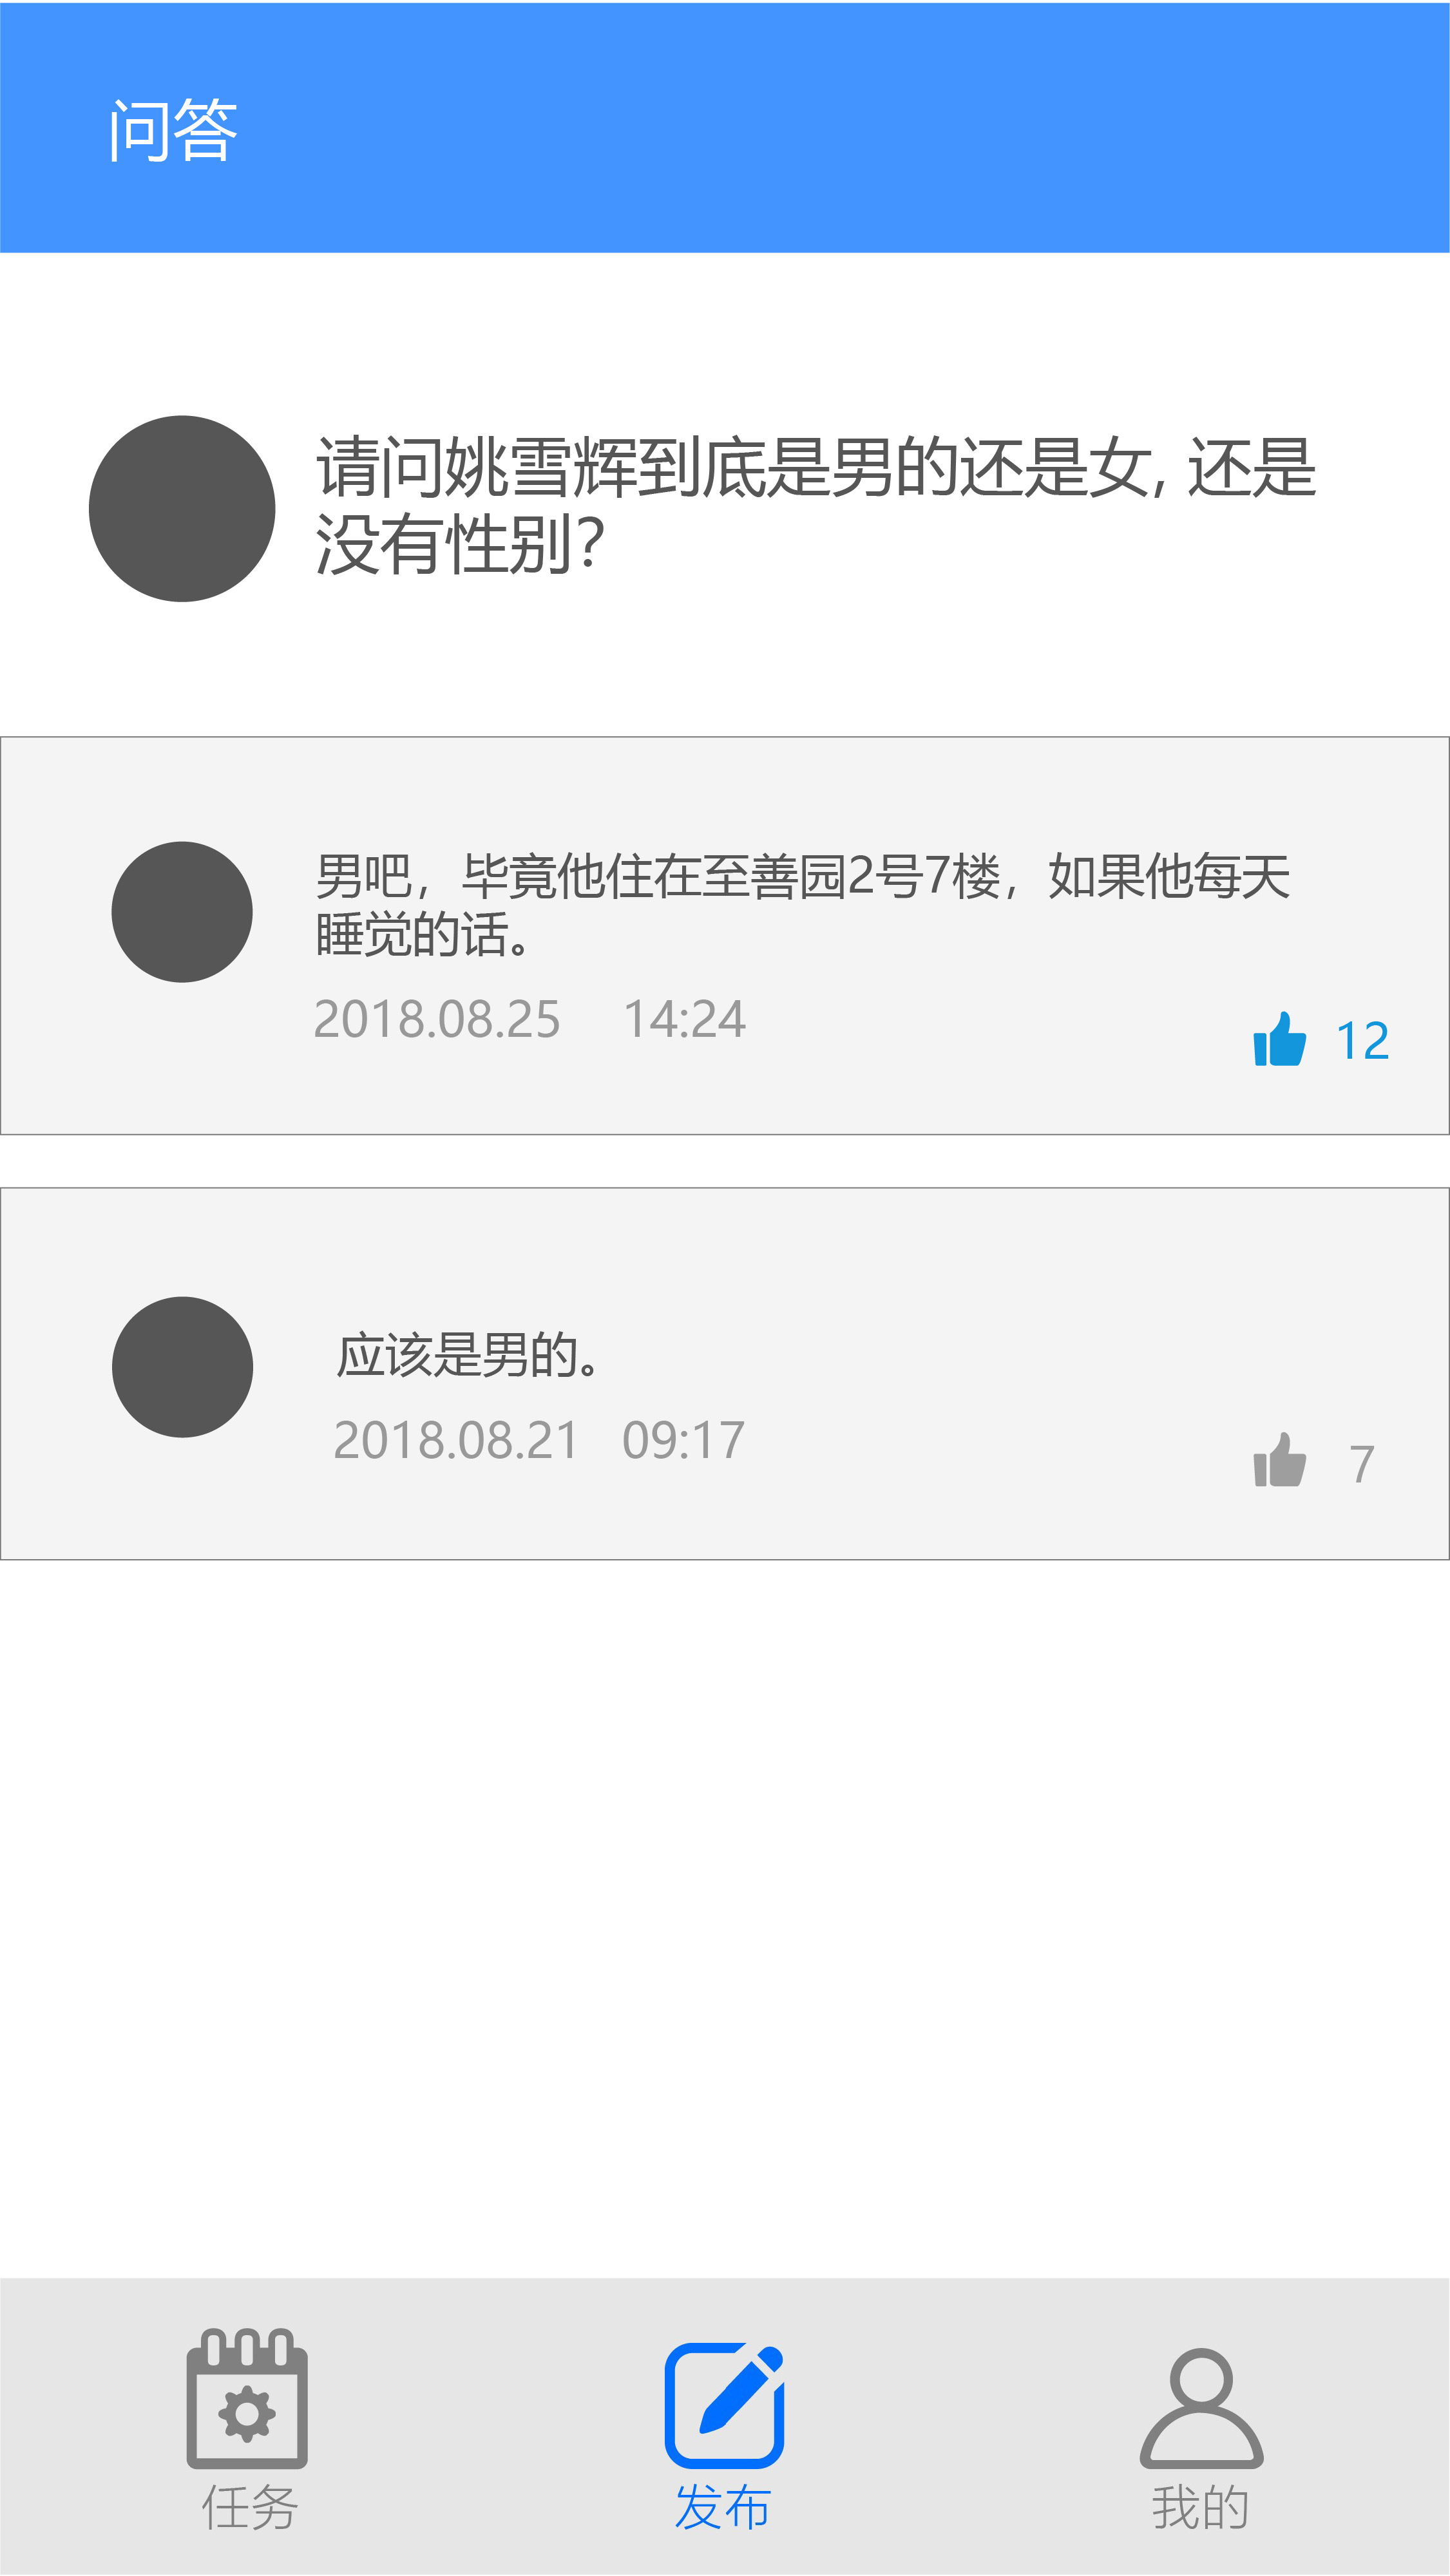 问答
请问姚雪辉到底是男的还是女, 还是
没有性别？
男吧，毕竟他住在至善园2号7楼，如果他每天
睡觉的话。
2018.08.25 14:24
12
应该是男的。
2018.08.21 09:17
7
任务 发布 我的